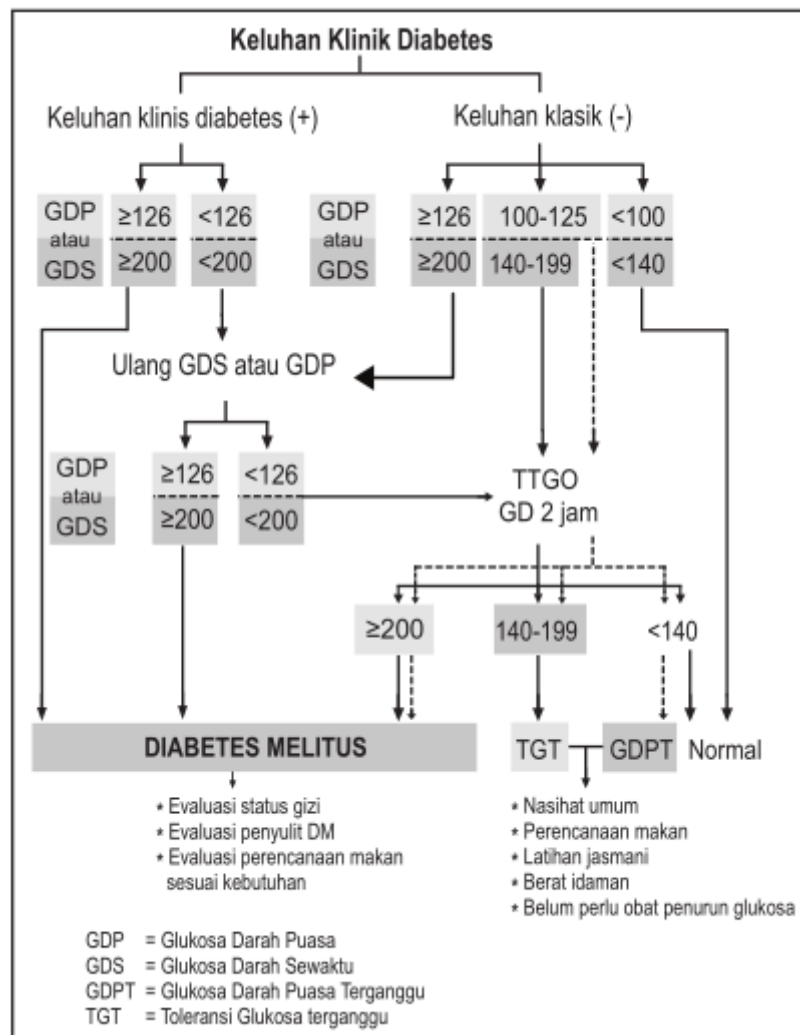 Keluhan Klinik Diabetes
Keluhan klinis diabetes (+)
Keluhan klasik (-)
GDP
atau
GDS
≥126
<126
≥200
<200
GDP
atau
GDS
≥126
100-125
<100
≥200
140-199
<140
Ulang GDS atau GDP
GDP
atau
GDS
≥126
<126
≥200
<200
TTGO
GD 2 jam
≥200
140-199
<140
DIABETES MELITUS
TGT
GDPT
Normal
* Evaluasi status gizi
* Evaluasi penyulit DM
* Evaluasi perencanaan makan
sesuai kebutuhan
* Nasihat umum
* Perencanaan makan
* Latihan jasmani
* Berat idaman
* Belum perlu obat penurun glukosa
GDP = Glukosa Darah Puasa
GDS = Glukosa Darah Sewaktu
GDPT = Glukosa Darah Puasa Terganggu
TGT = Toleransi Glukosa terganggu